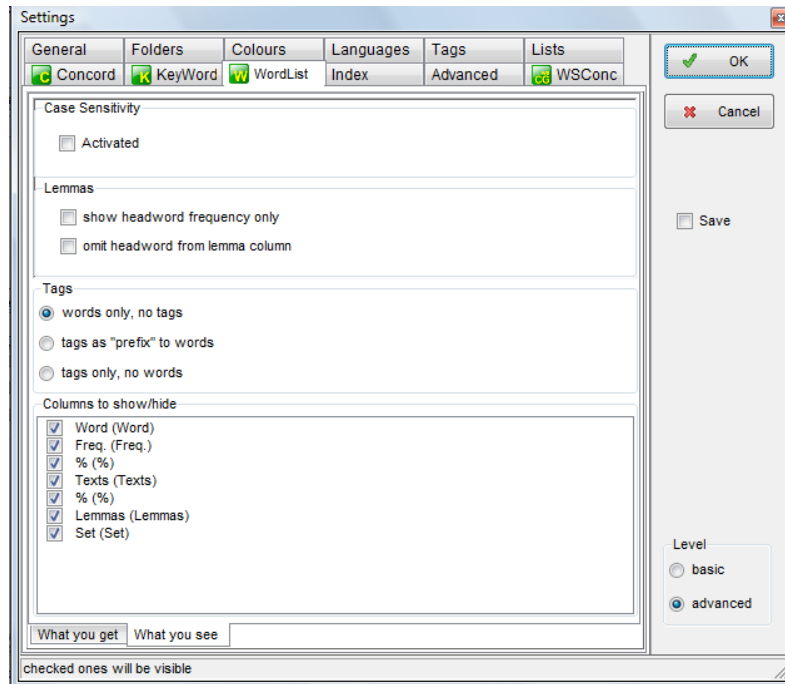 Settings
General Folders Colours Languages Tags Lists
C Concord K KeyWord W WordList Index Advanced CG WSConc
OK
Cancel
Case Sensitivity
Activated
Lemmas
show headword frequency only
omit headword from lemma column
Save
Tags
words only, no tags
tags as "prefix" to words
tags only, no words
Columns to show/hide
Word (Word)
Freq. (Freq.)
% (%)
Texts (Texts)
% (%)
Lemmas (Lemmas)
Set (Set)
Level
basic
advanced
What you get What you see
checked ones will be visible